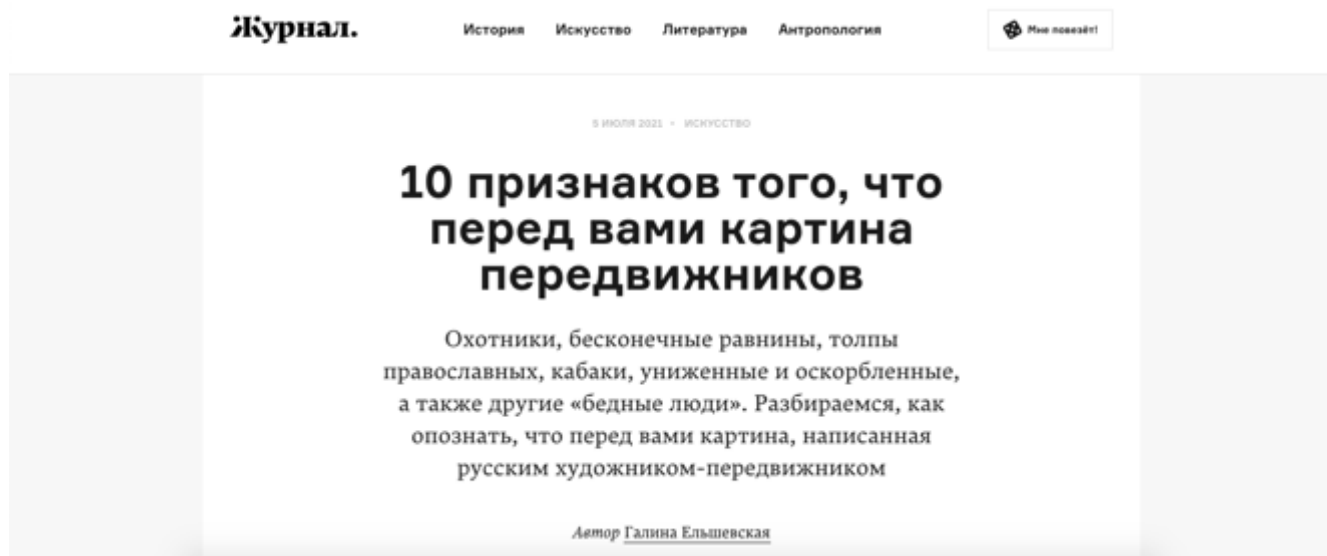 Журнал.
История Искусство Литература Антропология
Мне повезёт!
5 ИЮЛЯ 2021 • ИСКУССТВО
10 признаков того, что
перед вами картина
передвижников
Охотники, бесконечные равнины, толпы
православных, кабаки, униженные и оскорбленные,
а также другие «бедные люди». Разбираемся, как
опознать, что перед вами картина, написанная
русским художником-передвижником
Автор Галина Ельшевская